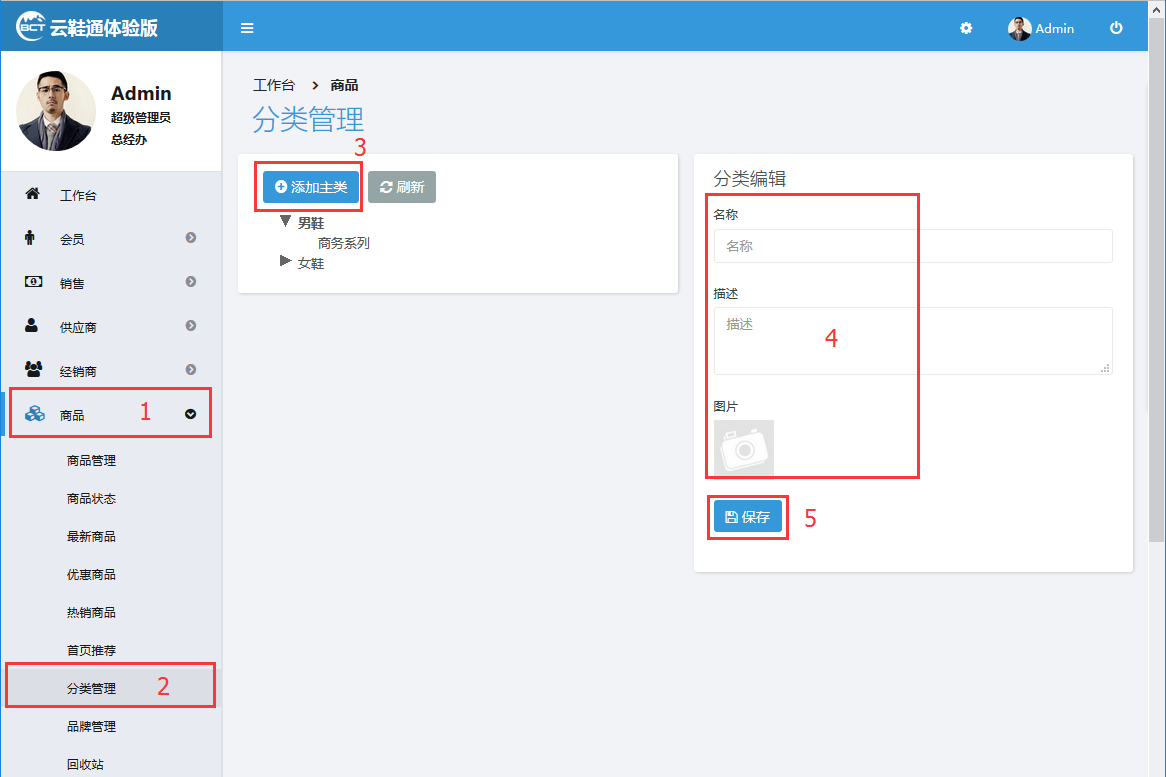 BCT 云鞋通体验版
Admin
Admin
超级管理员
总经办
工作台
会员
销售
供应商
经销商
商品 1
商品管理
商品状态
最新商品
优惠商品
热销商品
首页推荐
分类管理 2
品牌管理
回收站
工作台 > 商品
分类管理
3
添加主类 刷新
男鞋
商务系列
女鞋
分类编辑
名称
名称
描述
描述
4
图片
保存 5